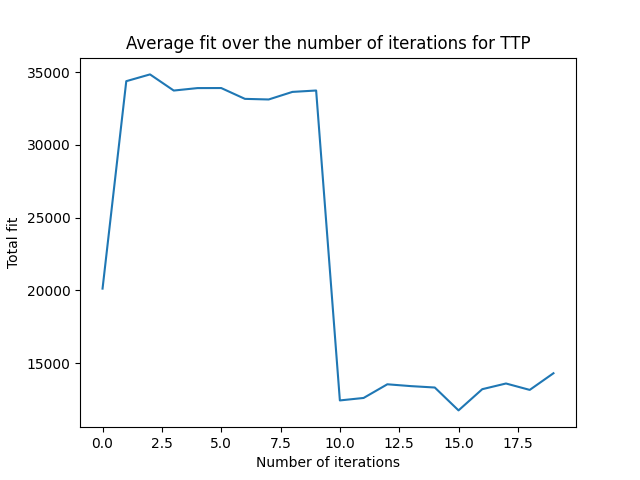 Average fit over the number of iterations for TTP
Total fit
35000
30000
25000
20000
15000
0.0 2.5 5.0 7.5 10.0 12.5 15.0 17.5
Number of iterations